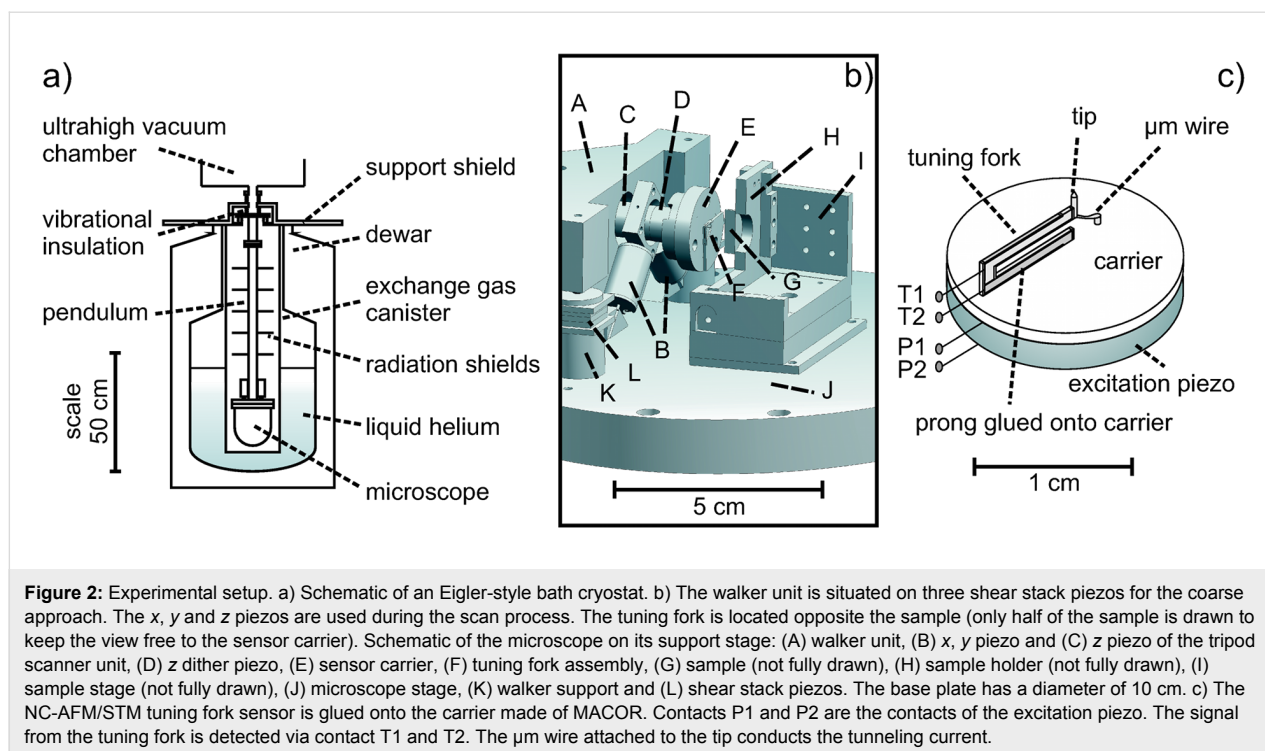 a)
ultrahigh vacuum
chamber
vibrational
insulation
pendulum
scale
50 cm
support shield
dewar
exchange gas
canister
radiation shields
liquid helium
microscope
b)
A
C
D
E
H
I
G
F
B
L
K
J
5 cm
c)
tip
µm wire
tuning fork
carrier
T1
T2
P1
P2
excitation piezo
prong glued onto carrier
1 cm
Figure 2: Experimental setup. a) Schematic of an Eigler-style bath cryostat. b) The walker unit is situated on three shear stack piezos for the coarse
approach. The x, y and z piezos are used during the scan process. The tuning fork is located opposite the sample (only half of the sample is drawn to
keep the view free to the sensor carrier). Schematic of the microscope on its support stage: (A) walker unit, (B) x, y piezo and (C) z piezo of the tripod
scanner unit, (D) z dither piezo, (E) sensor carrier, (F) tuning fork assembly, (G) sample (not fully drawn), (H) sample holder (not fully drawn), (I)
sample stage (not fully drawn), (J) microscope stage, (K) walker support and (L) shear stack piezos. The base plate has a diameter of 10 cm. c) The
NC-AFM/STM tuning fork sensor is glued onto the carrier made of MACOR. Contacts P1 and P2 are the contacts of the excitation piezo. The signal
from the tuning fork is detected via contact T1 and T2. The µm wire attached to the tip conducts the tunneling current.